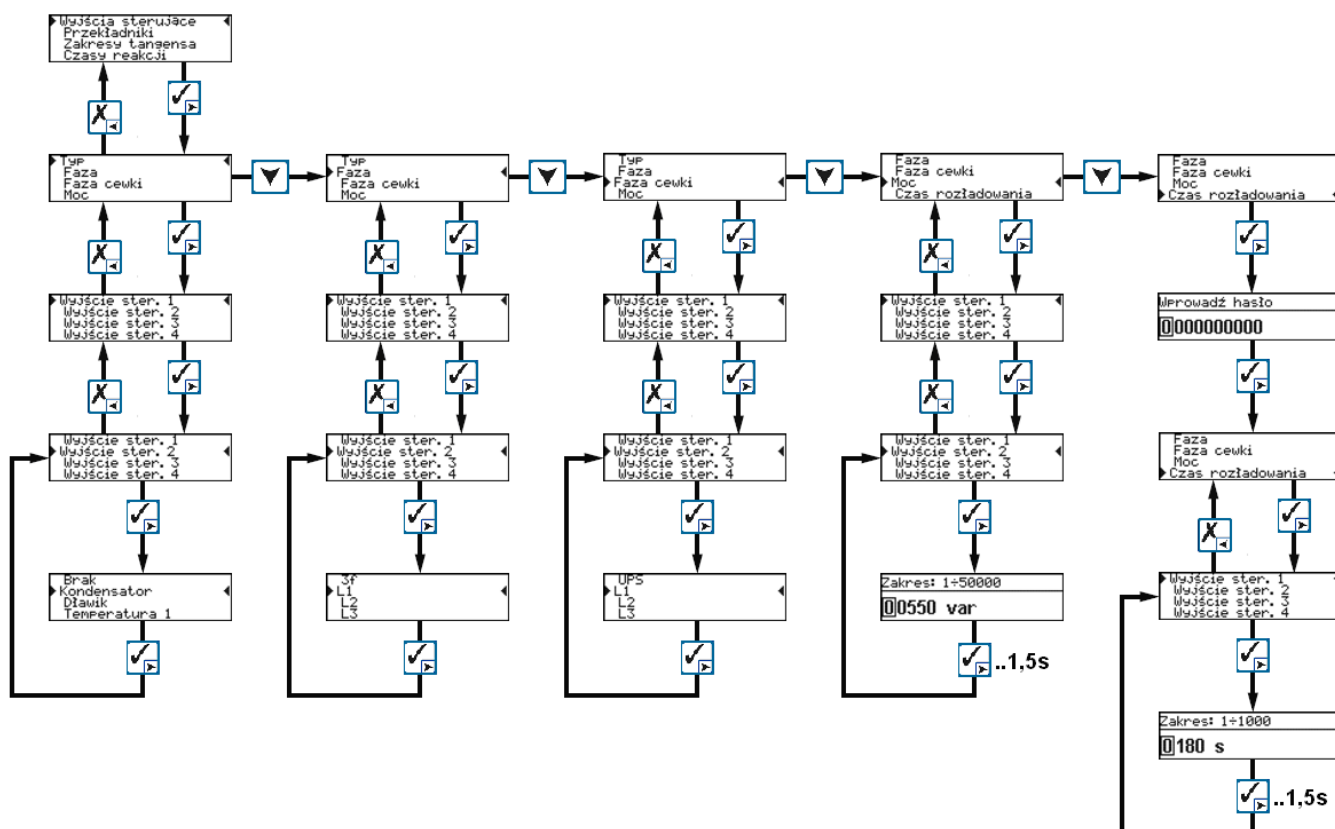 Wyjścia sterujące
Przekładniki
Zakresy tangensa
Czasy reakcji
Typ
Faza
Faza cewki
Moc
Typ
Faza
Faza cewki
Moc
Typ
Faza
Faza cewki
Moc
Faza
Faza cewki
Moc
Czas rozładowania
Faza
Faza cewki
Moc
Czas rozładowania
Wyjście ster. 1
Wyjście ster. 2
Wyjście ster. 3
Wyjście ster. 4
Wyjście ster. 1
Wyjście ster. 2
Wyjście ster. 3
Wyjście ster. 4
Wyjście ster. 1
Wyjście ster. 2
Wyjście ster. 3
Wyjście ster. 4
Wyjście ster. 1
Wyjście ster. 2
Wyjście ster. 3
Wyjście ster. 4
Wprowadź hasło
0000000000
Wyjście ster. 1
Wyjście ster. 2
Wyjście ster. 3
Wyjście ster. 4
Wyjście ster. 1
Wyjście ster. 2
Wyjście ster. 3
Wyjście ster. 4
Wyjście ster. 1
Wyjście ster. 2
Wyjście ster. 3
Wyjście ster. 4
Wyjście ster. 1
Wyjście ster. 2
Wyjście ster. 3
Wyjście ster. 4
Faza
Faza cewki
Moc
Czas rozładowania
Brak
Kondensator
Dławik
Temperatura 1
3f
L1
L2
L3
UPS
L1
L2
L3
Zakres: 1÷50000
00550 var
..1,5s
Wyjście ster. 1
Wyjście ster. 2
Wyjście ster. 3
Wyjście ster. 4
Zakres: 1÷1000
0180 s
..1,5s